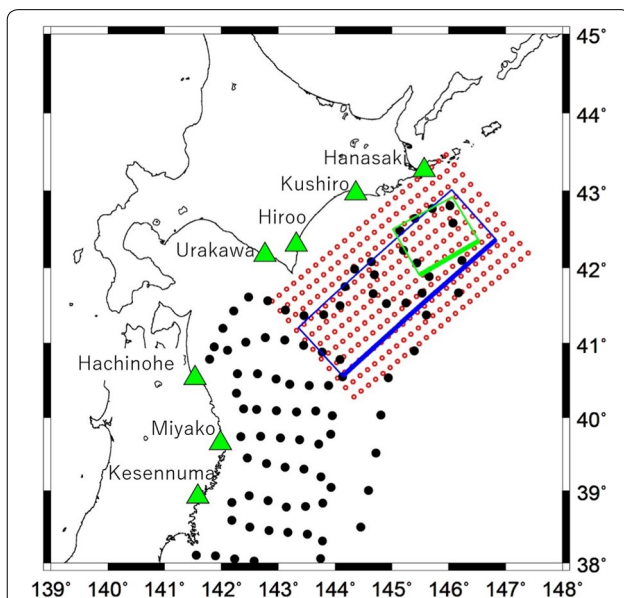 45°
44°
Hanasaki
Kushiro
43°
Hiroo
Urakawa
42°
41°
Hachinohe
40°
Miyako
Kesennuma
39°
38°
139° 140° 141° 142° 143° 144° 145° 146° 147° 148°